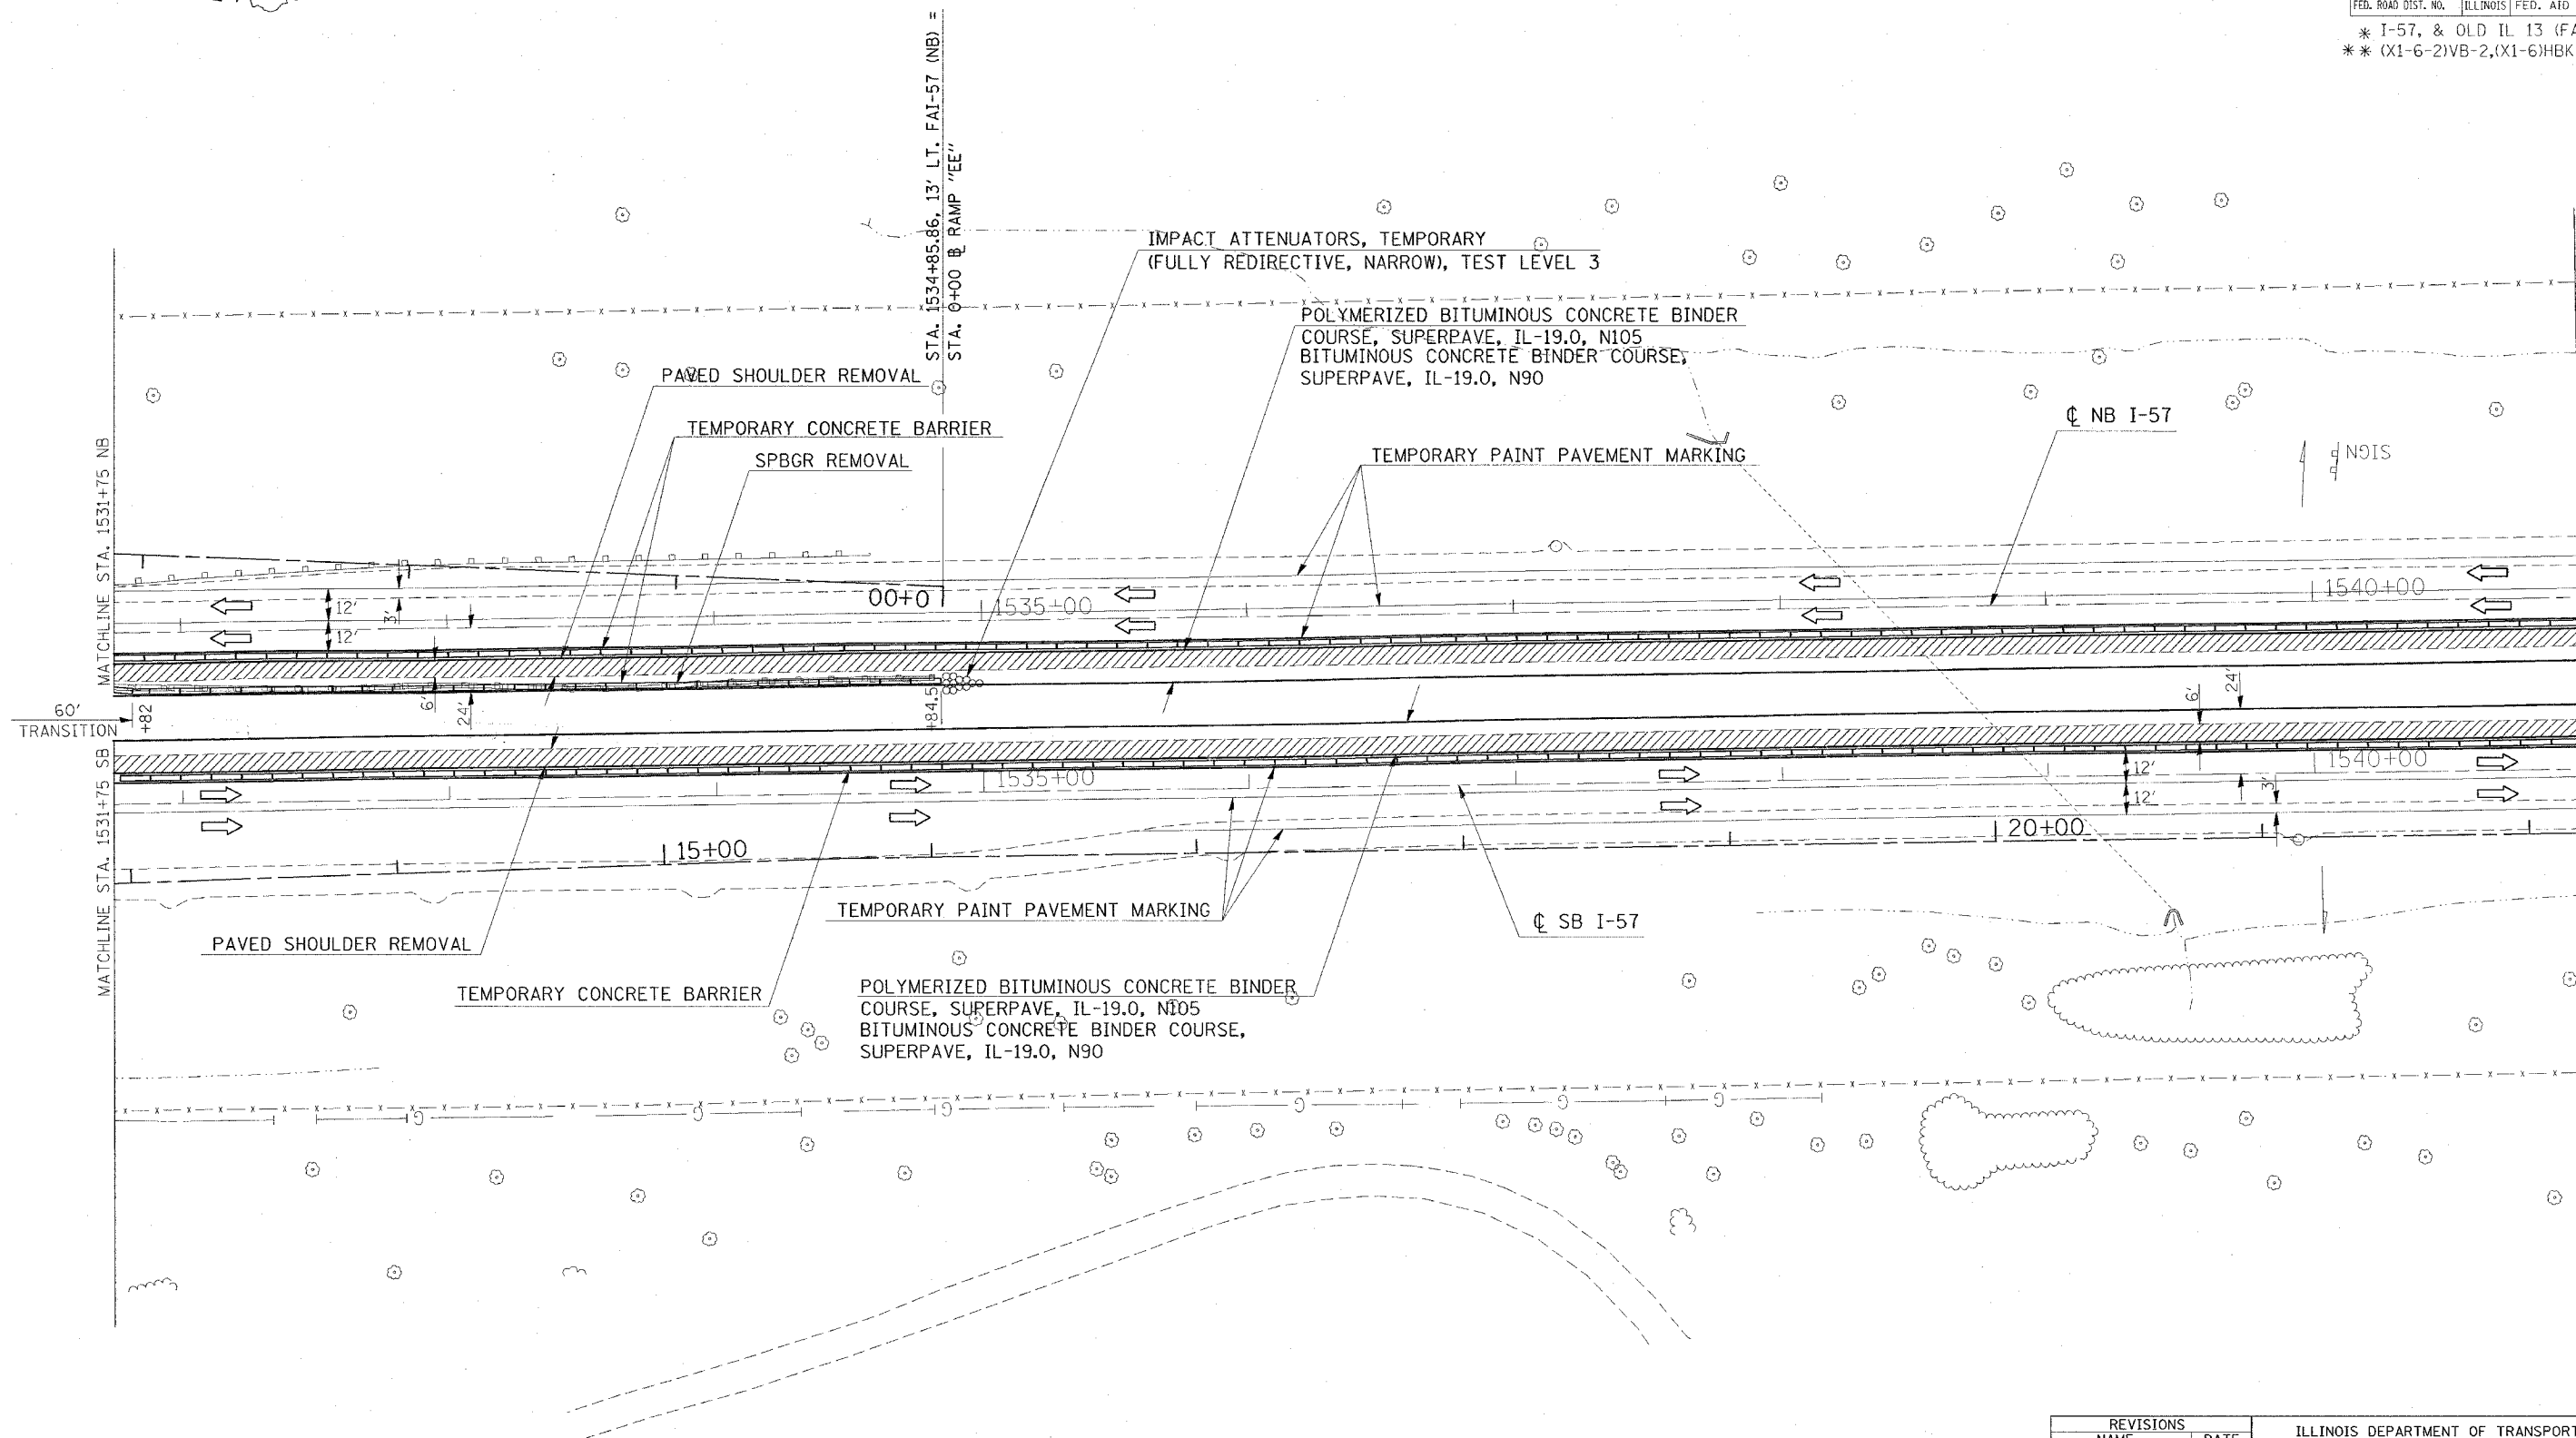 FED. ROAD DIST. NO. ILLINOIS FED. AID
* I-57, & OLD IL 13 (FA
** (X1-6-2)VB-2,(X1-6)HBK
STA. 1534+85.86, 13' LT. FAI-57 (NB) =
STA. 0+00 B RAMP "EE"
IMPACT ATTENUATORS, TEMPORARY
(FULLY REDIRECTIVE, NARROW), TEST LEVEL 3
POLYMERIZED BITUMINOUS CONCRETE BINDER
COURSE, SUPERPAVE, IL-19.0, N105
BITUMINOUS CONCRETE BINDER COURSE,
SUPERPAVE, IL-19.0, N90
PAVED SHOULDER REMOVAL
TEMPORARY CONCRETE BARRIER
SPBGR REMOVAL
TEMPORARY PAINT PAVEMENT MARKING
℄ NB I-57
SIGN
MATCHLINE STA. 1531+75 NB
12'
12'
3'
00+0
1535+00
1540+00
60'
TRANSITION
+82
6'
24'
+84.5
6'
24'
MATCHLINE STA. 1531+75 SB
1535+00
1540+00
12'
12'
3'
15+00
20+00
TEMPORARY PAINT PAVEMENT MARKING
℄ SB I-57
PAVED SHOULDER REMOVAL
TEMPORARY CONCRETE BARRIER
POLYMERIZED BITUMINOUS CONCRETE BINDER
COURSE, SUPERPAVE, IL-19.0, N105
BITUMINOUS CONCRETE BINDER COURSE,
SUPERPAVE, IL-19.0, N90
G G G G G G
REVISIONS
NAME DATE
ILLINOIS DEPARTMENT OF TRANSPORT